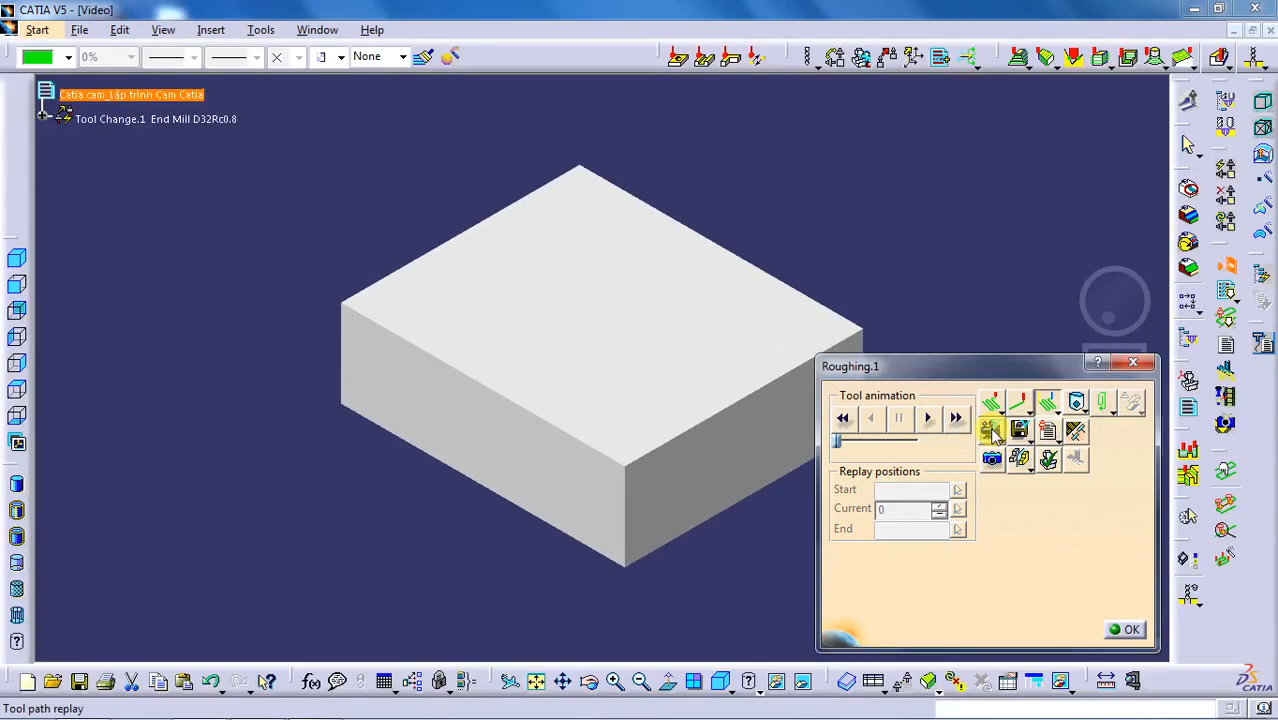 CATIA V5 - [Video]
Start File Edit View Insert Tools Window Help
0% 3 None
Catia cam_Lập trình Cam Catia
Tool Change.1 End Mill D32Rc0.8
Roughing.1
Tool animation
Replay positions
Start
Current 0
End
OK
f(x)
CATIA
Tool path replay